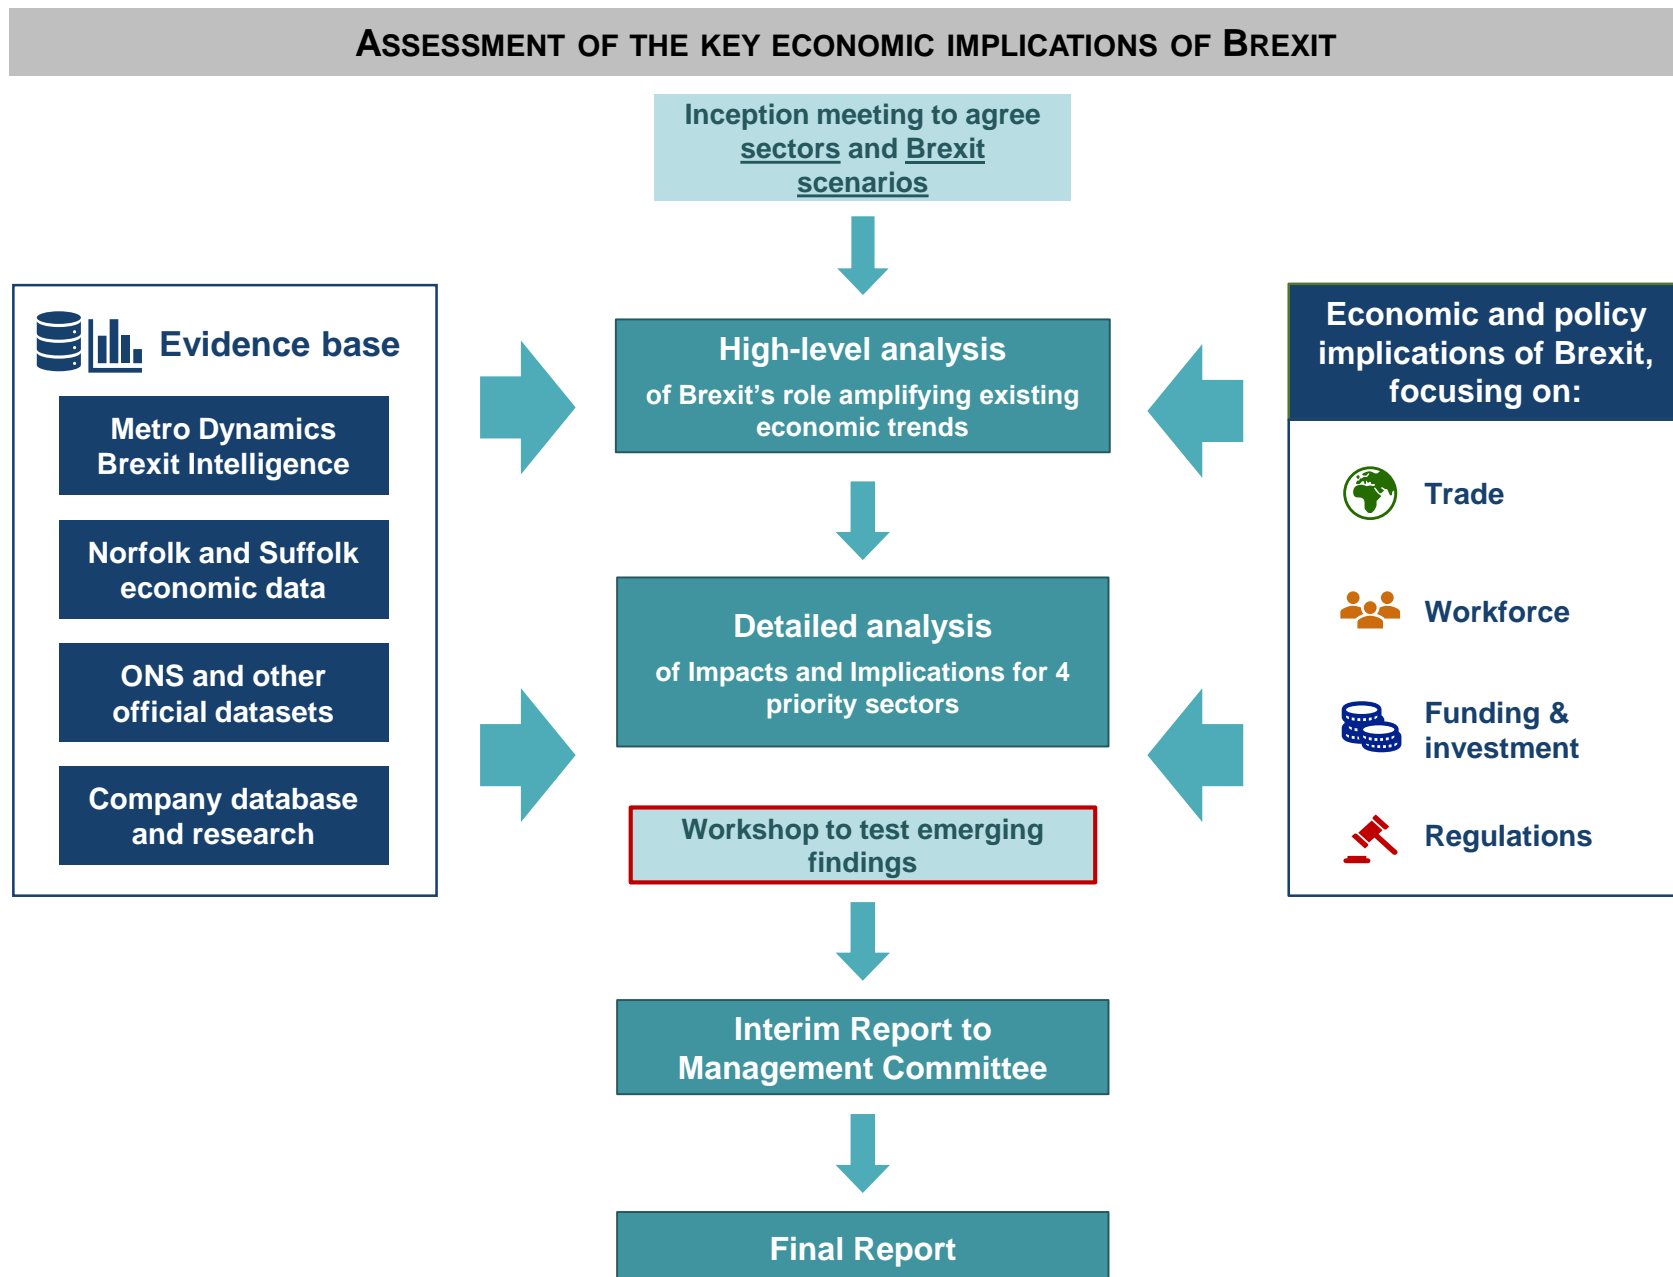 ASSESSMENT OF THE KEY ECONOMIC IMPLICATIONS OF BREXIT
Inception meeting to agree
sectors and Brexit
scenarios
Evidence base
Metro Dynamics
Brexit Intelligence
Norfolk and Suffolk
economic data
ONS and other
official datasets
Company database
and research
High-level analysis
of Brexit’s role amplifying existing
economic trends
Detailed analysis
of Impacts and Implications for 4
priority sectors
Workshop to test emerging
findings
Interim Report to
Management Committee
Final Report
Economic and policy
implications of Brexit,
focusing on:
Trade
Workforce
Funding &
investment
Regulations